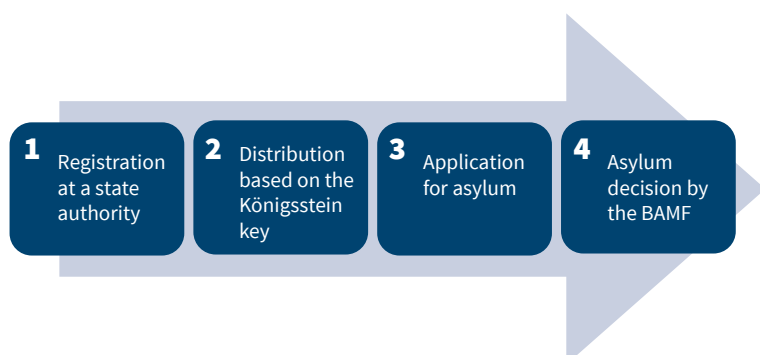 1
Registration
at a state
authority
2
Distribution
based on the
Königsstein
key
3
Application
for asylum
4
Asylum
decision by
the BAMF